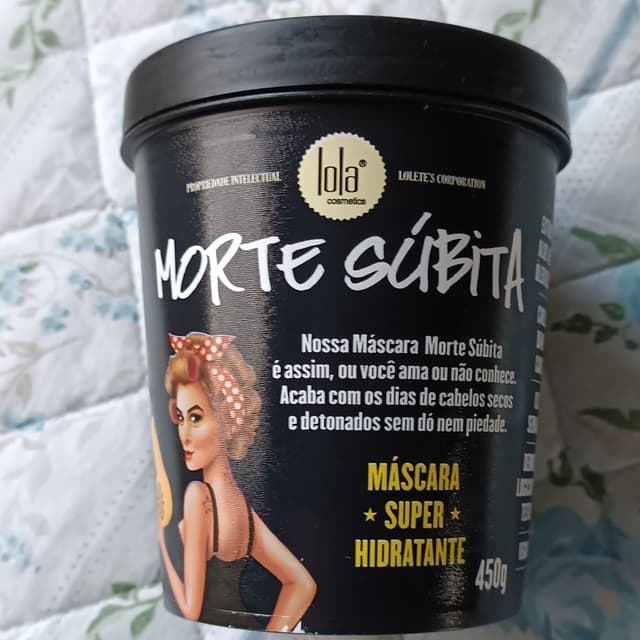 PROPRIEDADE INTELECTUAL
lola®
cosmetics
LOLETE'S CORPORATION
MORTE SÚBITA
Nossa Máscara Morte Súbita
é assim, ou você ama ou não conhece.
Acaba com os dias de cabelos secos
e detonados sem dó nem piedade.
MÁSCARA
★ SUPER ★
HIDRATANTE
450g